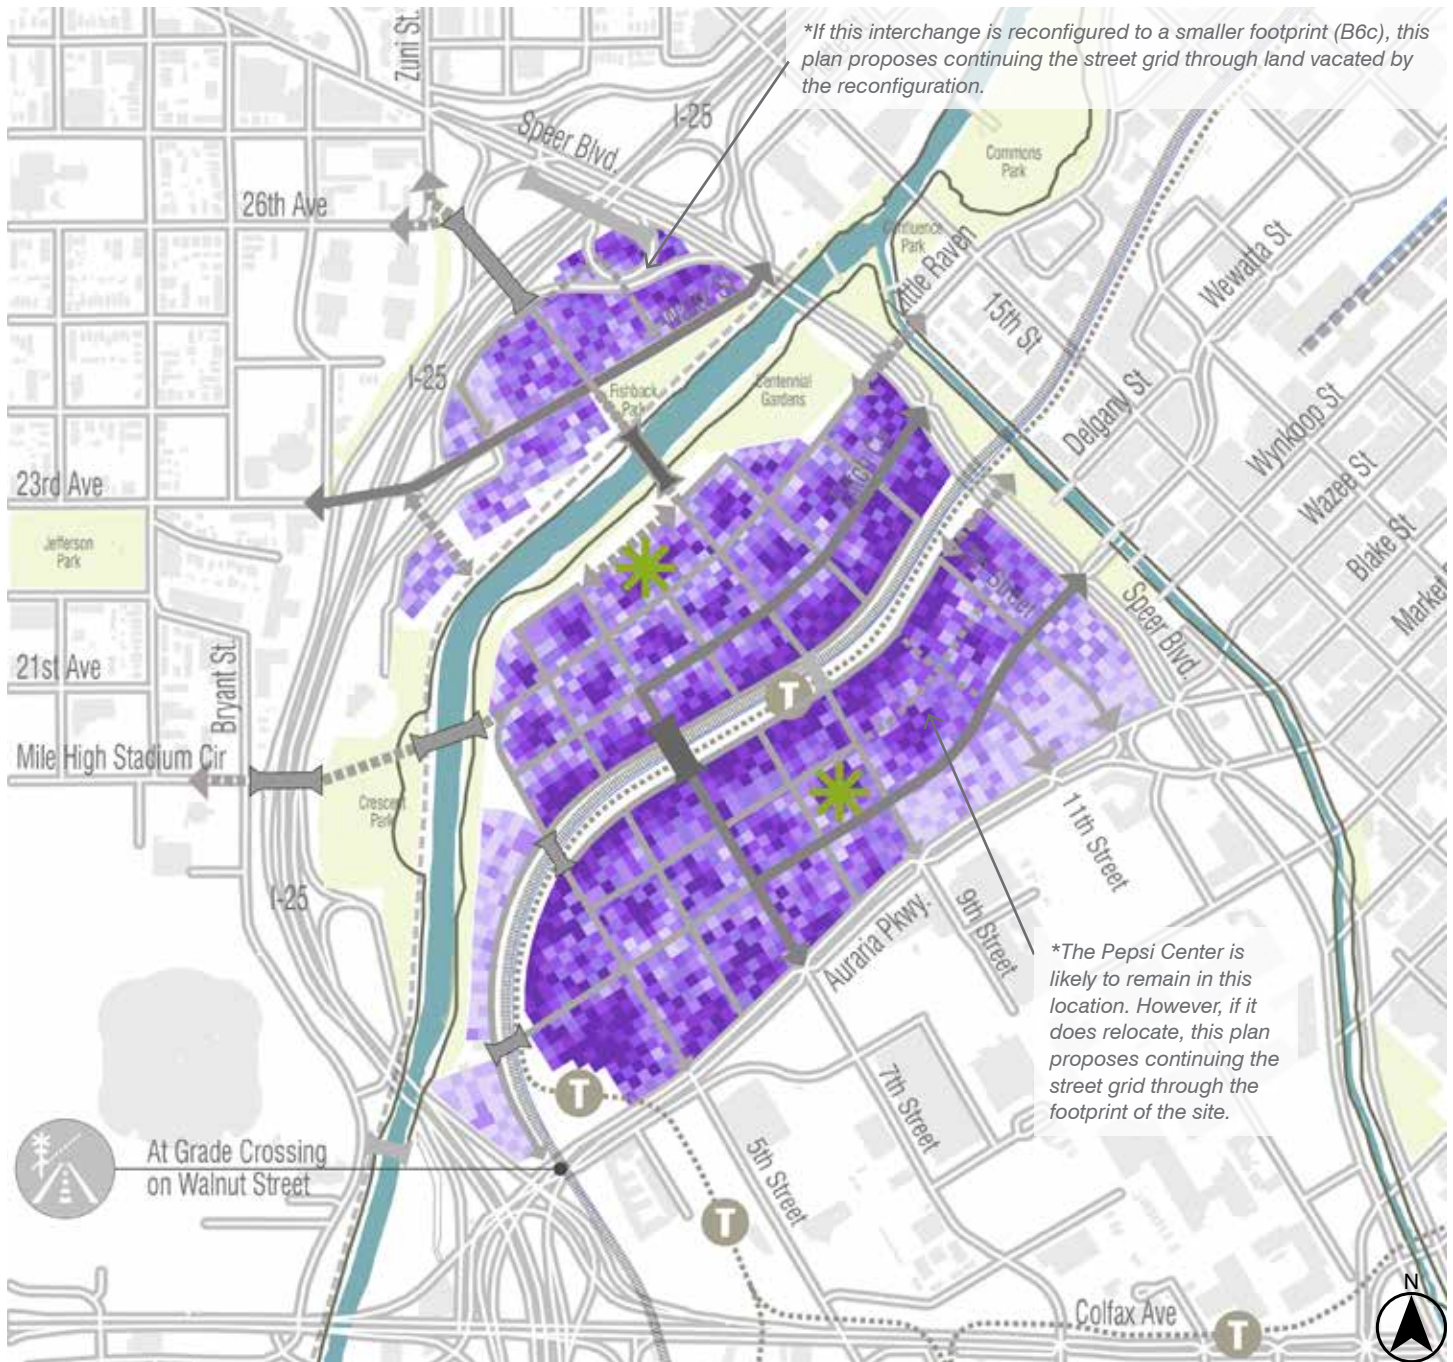 *If this interchange is reconfigured to a smaller footprint (B6c), this
plan proposes continuing the street grid through land vacated by
the reconfiguration.
Zuni St.
I-25
Speer Blvd.
Commons
Park
26th Ave
Confluence
Park
Little Raven
Wewatta St
15th St
I-25
Fishback
Park
Centennial
Gardens
Delgany St
Wynkoop St
23rd Ave
Wazee St
Jefferson
Park
Blake St
Street
Market
Speer Blvd.
21st Ave
Bryant St.
T
Mile High Stadium Cir
Crescent
Park
11th Street
I-25
9th Street
Auraria Pkwy.
*The Pepsi Center is
likely to remain in this
location. However, if it
does relocate, this plan
proposes continuing the
street grid through the
footprint of the site.
T
7th Street
At Grade Crossing
on Walnut Street
5th Street
T
N
Colfax Ave
T